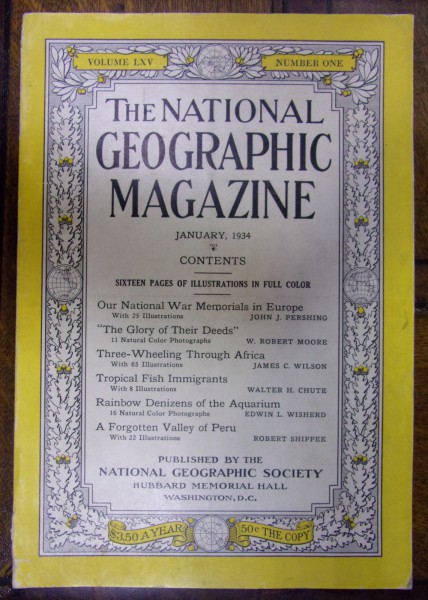 VOLUME LXV NUMBER ONE
THE NATIONAL
GEOGRAPHIC
MAGAZINE
JANUARY, 1934
CONTENTS
SIXTEEN PAGES OF ILLUSTRATIONS IN FULL COLOR
Our National War Memorials in Europe
With 25 Illustrations JOHN J. PERSHING
"The Glory of Their Deeds"
11 Natural Color Photographs W. ROBERT MOORE
Three-Wheeling Through Africa
With 65 Illustrations JAMES C. WILSON
Tropical Fish Immigrants
With 8 Illustrations WALTER H. CHUTE
Rainbow Denizens of the Aquarium
16 Natural Color Photographs EDWIN L. WISHERD
A Forgotten Valley of Peru
With 22 Illustrations ROBERT SHIPPEE
PUBLISHED BY THE
NATIONAL GEOGRAPHIC SOCIETY
HUBBARD MEMORIAL HALL
WASHINGTON, D.C.
$3.50 A YEAR 50c THE COPY